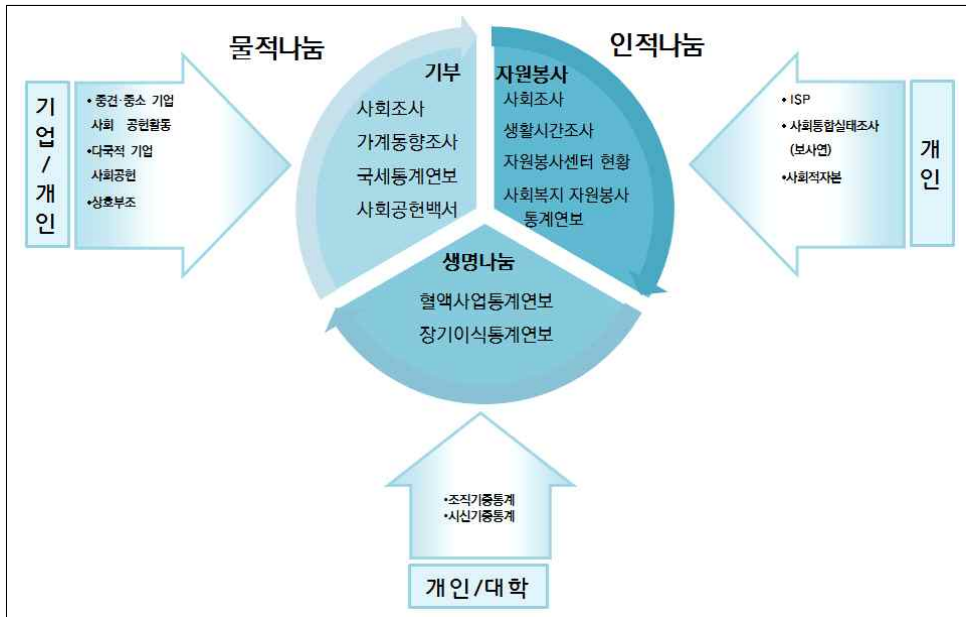 물적나눔
인적나눔
기업/개인
• 중견·중소 기업
사회 공헌활동
•다국적 기업
사회공헌
•상호부조
기부
사회조사
가계동향조사
국세통계연보
사회공헌백서
자원봉사
사회조사
생활시간조사
자원봉사센터 현황
사회복지 자원봉사
통계연보
• ISP
• 사회통합실태조사
(보사연)
•사회적자본
개인
생명나눔
혈액사업통계연보
장기이식통계연보
•조직기증통계
•시신기증통계
개인/대학